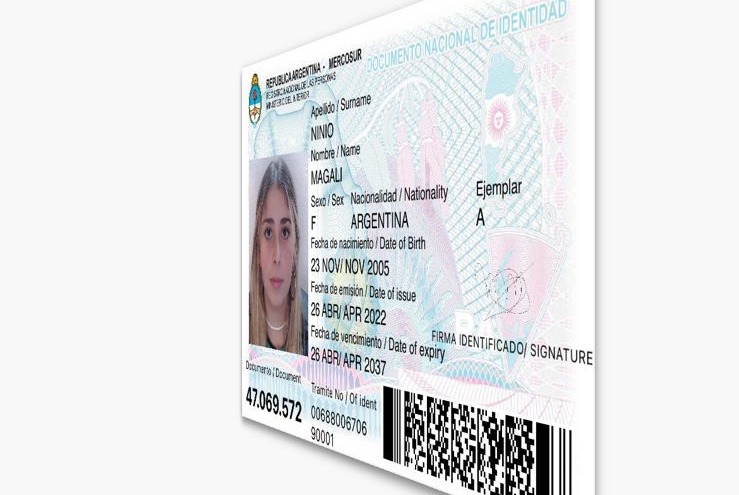 REPUBLICA ARGENTINA - MERCOSUR
REGISTRO NACIONAL DE LAS PERSONAS
MINISTERIO DEL INTERIOR
DOCUMENTO NACIONAL DE IDENTIDAD
Apellido / Surname
NINIO
Nombre / Name
MAGALI
Sexo / Sex Nacionalidad / Nationality
F ARGENTINA
Ejemplar
A
Fecha de nacimiento / Date of Birth
23 NOV/ NOV 2005
Fecha de emisión / Date of issue
26 ABR/ APR 2022
Fecha de vencimiento / Date of expiry
26 ABR/ APR 2037
FIRMA IDENTIFICADO/ SIGNATURE
Documento / Document
47.069.572
Tramite No / Of ident
00688006706
90001